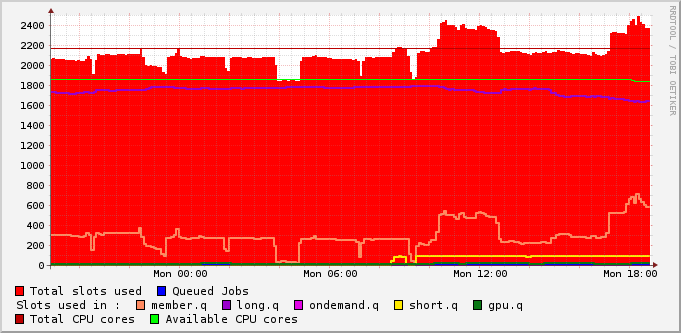 RRDTOOL / TOBI OETIKER
2400
2200
2000
1800
1600
1400
1200
1000
800
600
400
200
0
Mon 00:00 Mon 06:00 Mon 12:00 Mon 18:00
Total slots used Queued Jobs
Slots used in : member.q long.q ondemand.q short.q gpu.q
Total CPU cores Available CPU cores